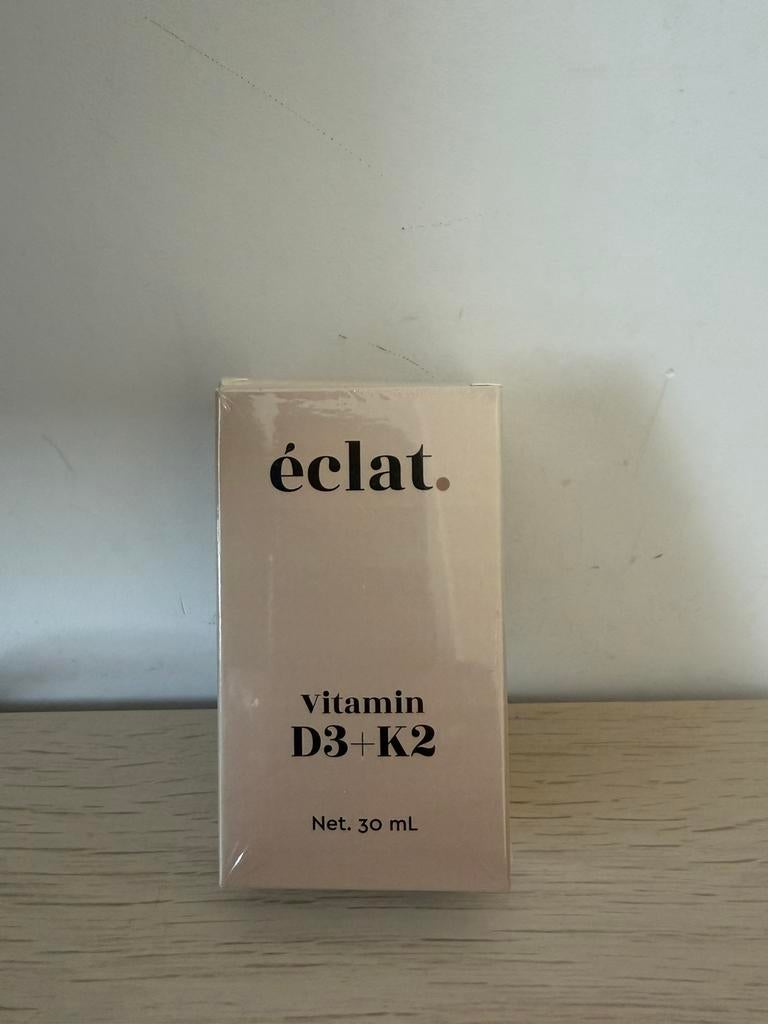 éclat.
Vitamin
D3+K2
Net. 30 mL